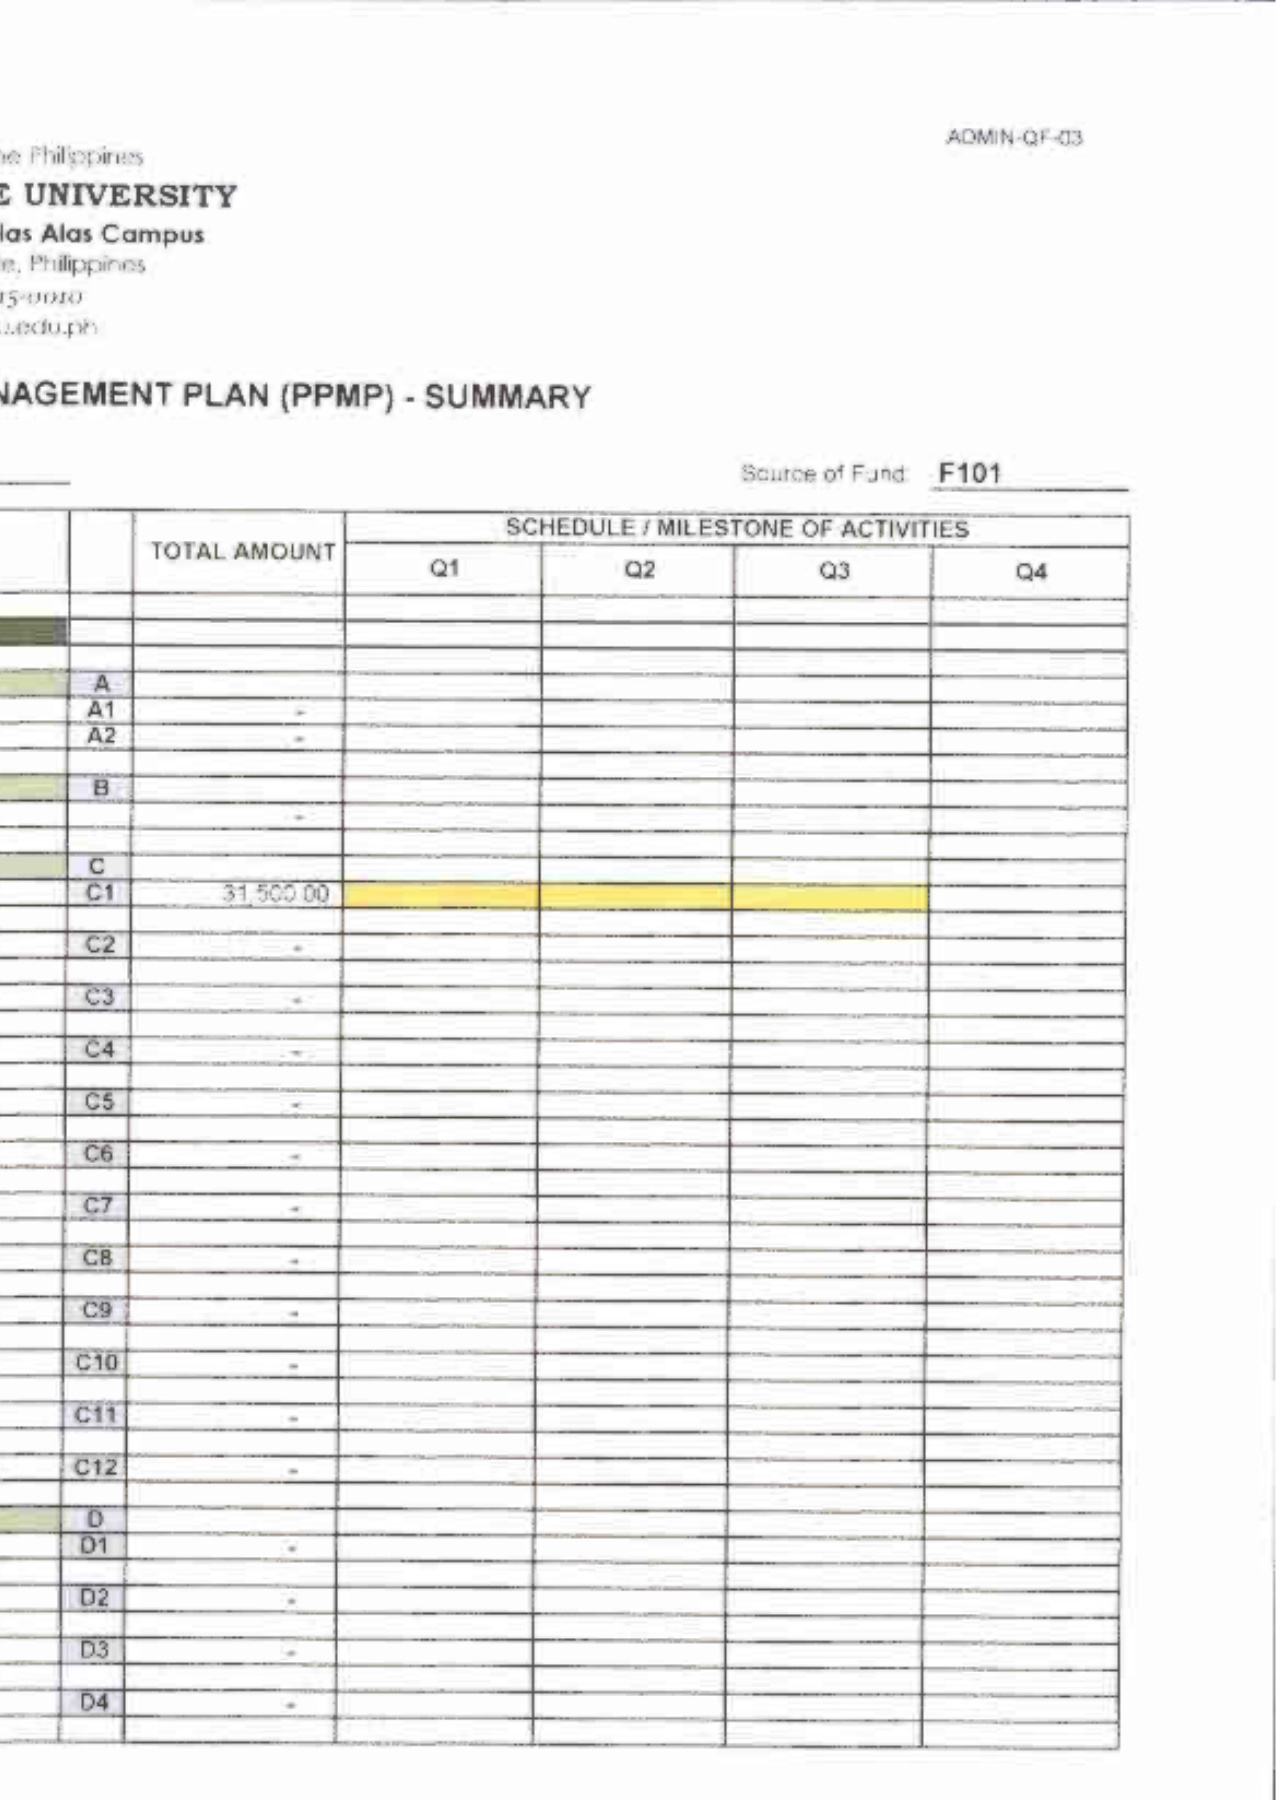 ADMIN-QF-03
he Philippines
E UNIVERSITY
las Alas Campus
e, Philippines
15-0010
u.edu.ph
NAGEMENT PLAN (PPMP) - SUMMARY
Source of Fund: F101
TOTAL AMOUNT
SCHEDULE / MILESTONE OF ACTIVITIES
Q1 Q2 Q3 Q4
A
A1 -
A2 -
B
-
C
C1 31,500.00
C2 -
C3 -
C4 -
C5 -
C6 -
C7 -
C8 -
C9 -
C10 -
C11 -
C12 -
D
D1 -
D2 -
D3 -
D4 -